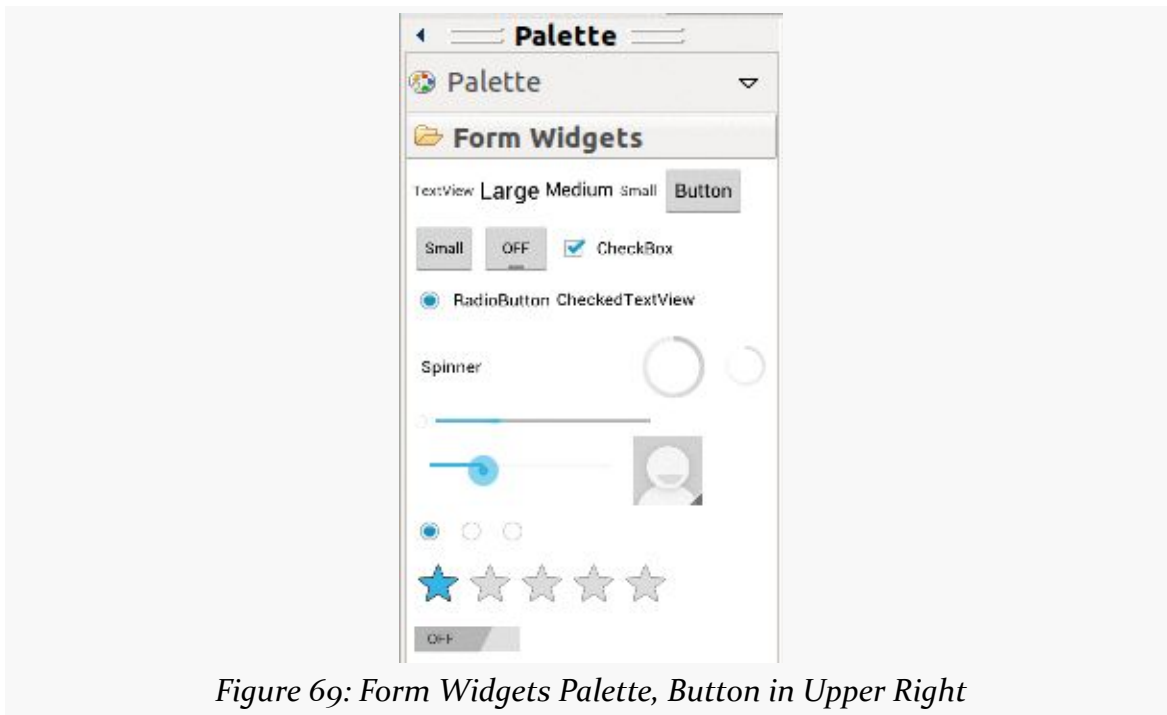 Palette
Palette
Form Widgets
TextView Large Medium Small Button
Small OFF CheckBox
RadioButton CheckedTextView
Spinner
OFF
Figure 69: Form Widgets Palette, Button in Upper Right